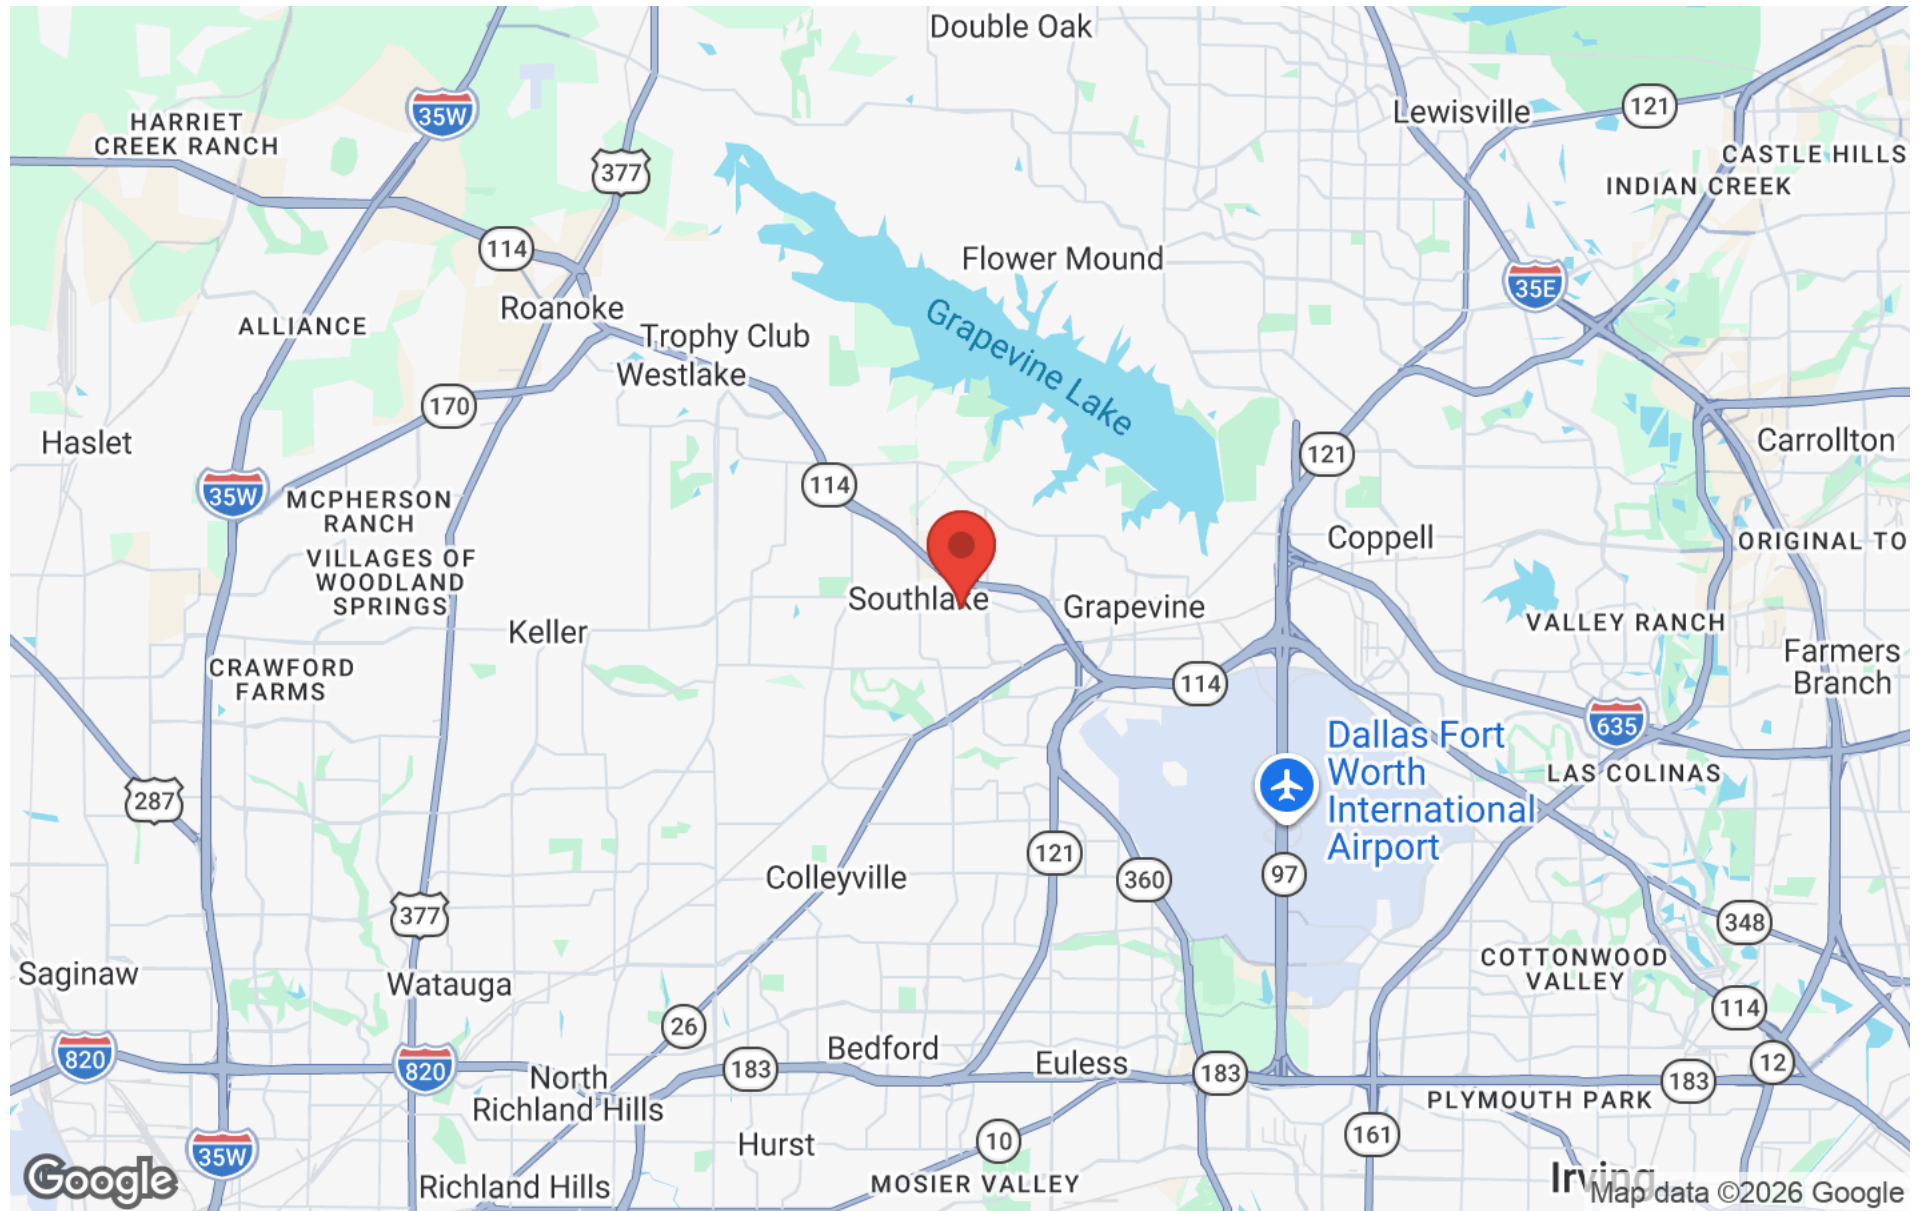 Double Oak
35W
121
Lewisville
HARRIET
CREEK RANCH
377
CASTLE HILLS
INDIAN CREEK
114
Flower Mound
35E
Roanoke
ALLIANCE
Trophy Club
Grapevine Lake
Westlake
170
Haslet
Carrollton
121
35W
MCPHERSON
RANCH
114
Coppell
ORIGINAL TO
VILLAGES OF
WOODLAND
SPRINGS
Southlake
Grapevine
VALLEY RANCH
Keller
Farmers
Branch
CRAWFORD
FARMS
114
635
Dallas Fort
Worth
International
Airport
LAS COLINAS
287
121
360
97
Colleyville
377
348
COTTONWOOD
VALLEY
Saginaw
Watauga
114
26
820
820
183
Bedford
Euless
183
183
12
North
Richland Hills
PLYMOUTH PARK
Hurst
10
161
35W
Google
Richland Hills
MOSIER VALLEY
Irving
Map data ©2026 Google